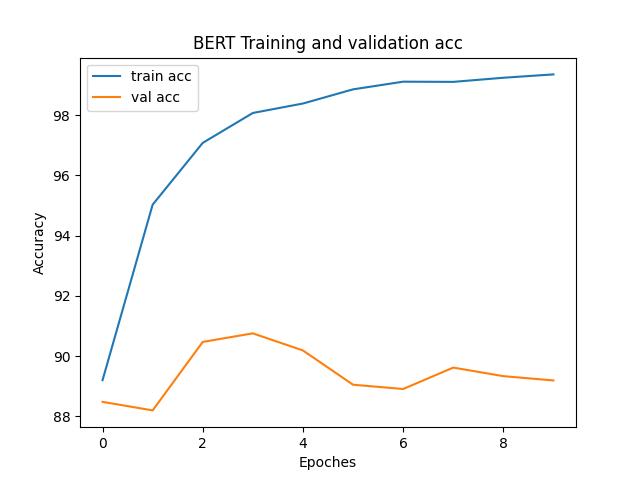 BERT Training and validation acc
train acc
val acc
98
96
94
92
90
88
Accuracy
0 2 4 6 8
Epoches